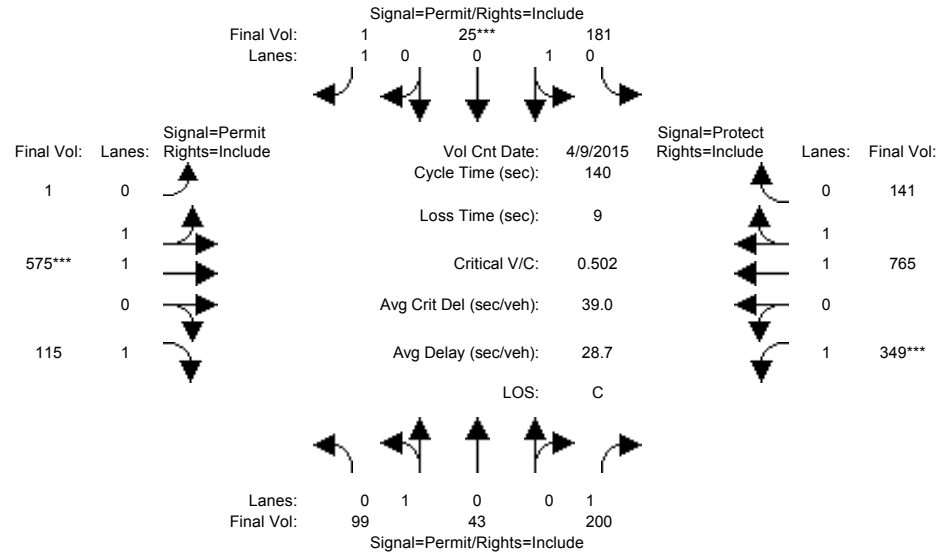 Signal=Permit/Rights=Include
Final Vol: 1 25*** 181
Lanes: 1 0 0 1 0
Signal=Permit Signal=Protect
Final Vol: Lanes: Rights=Include Vol Cnt Date: 4/9/2015 Rights=Include Lanes: Final Vol:
Cycle Time (sec): 140
1 0 0 141
Loss Time (sec): 9
1 1
575*** 1 Critical V/C: 0.502 1 765
0 Avg Crit Del (sec/veh): 39.0 0
115 1 Avg Delay (sec/veh): 28.7 1 349***
LOS: C
Lanes: 0 1 0 0 1
Final Vol: 99 43 200
Signal=Permit/Rights=Include